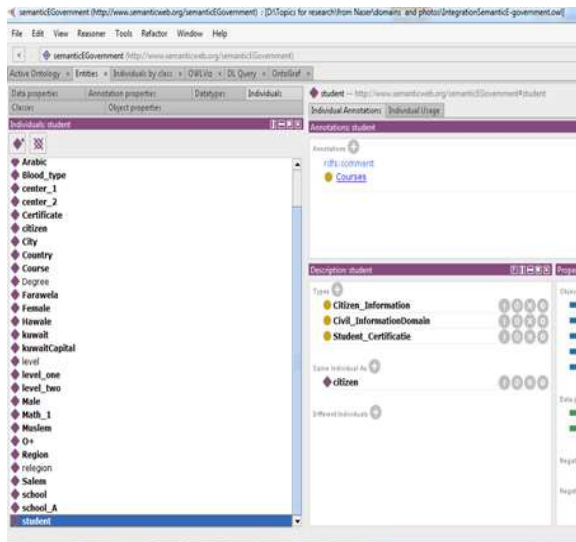 semanticEGovernment (http://www.semanticweb.org/semanticEGovernment) : [D:\Topics for research\from Naser\domains and photos\IntegrationSemanticE-government.owl]
File Edit View Reasoner Tools Refactor Window Help
semanticEGovernment (http://www.semanticweb.org/semanticEGovernment)
Active Ontology Entities Individuals by class OWLViz DL Query OntoGraf
Data properties Annotation properties Datatypes Individuals
Classes Object properties
Individuals: student
Arabic
Blood_type
center_1
center_2
Certificate
citizen
City
Country
Course
Degree
Farawela
Female
Hawale
kuwait
kuwaitCapital
level
level_one
level_two
Male
Math_1
Muslem
O+
Region
relegion
Salem
school
school_A
student
student — http://www.semanticweb.org/semanticEGovernment#student
Individual Annotations Individual Usage
Annotations: student
Annotations
rdfs:comment
Courses
Description: student
Types
Citizen_Information
Civil_InformationDomain
Student_Certificatie
Same Individual As
citizen
Different Individuals
Prope
Objec
Data p
Negat
Negat